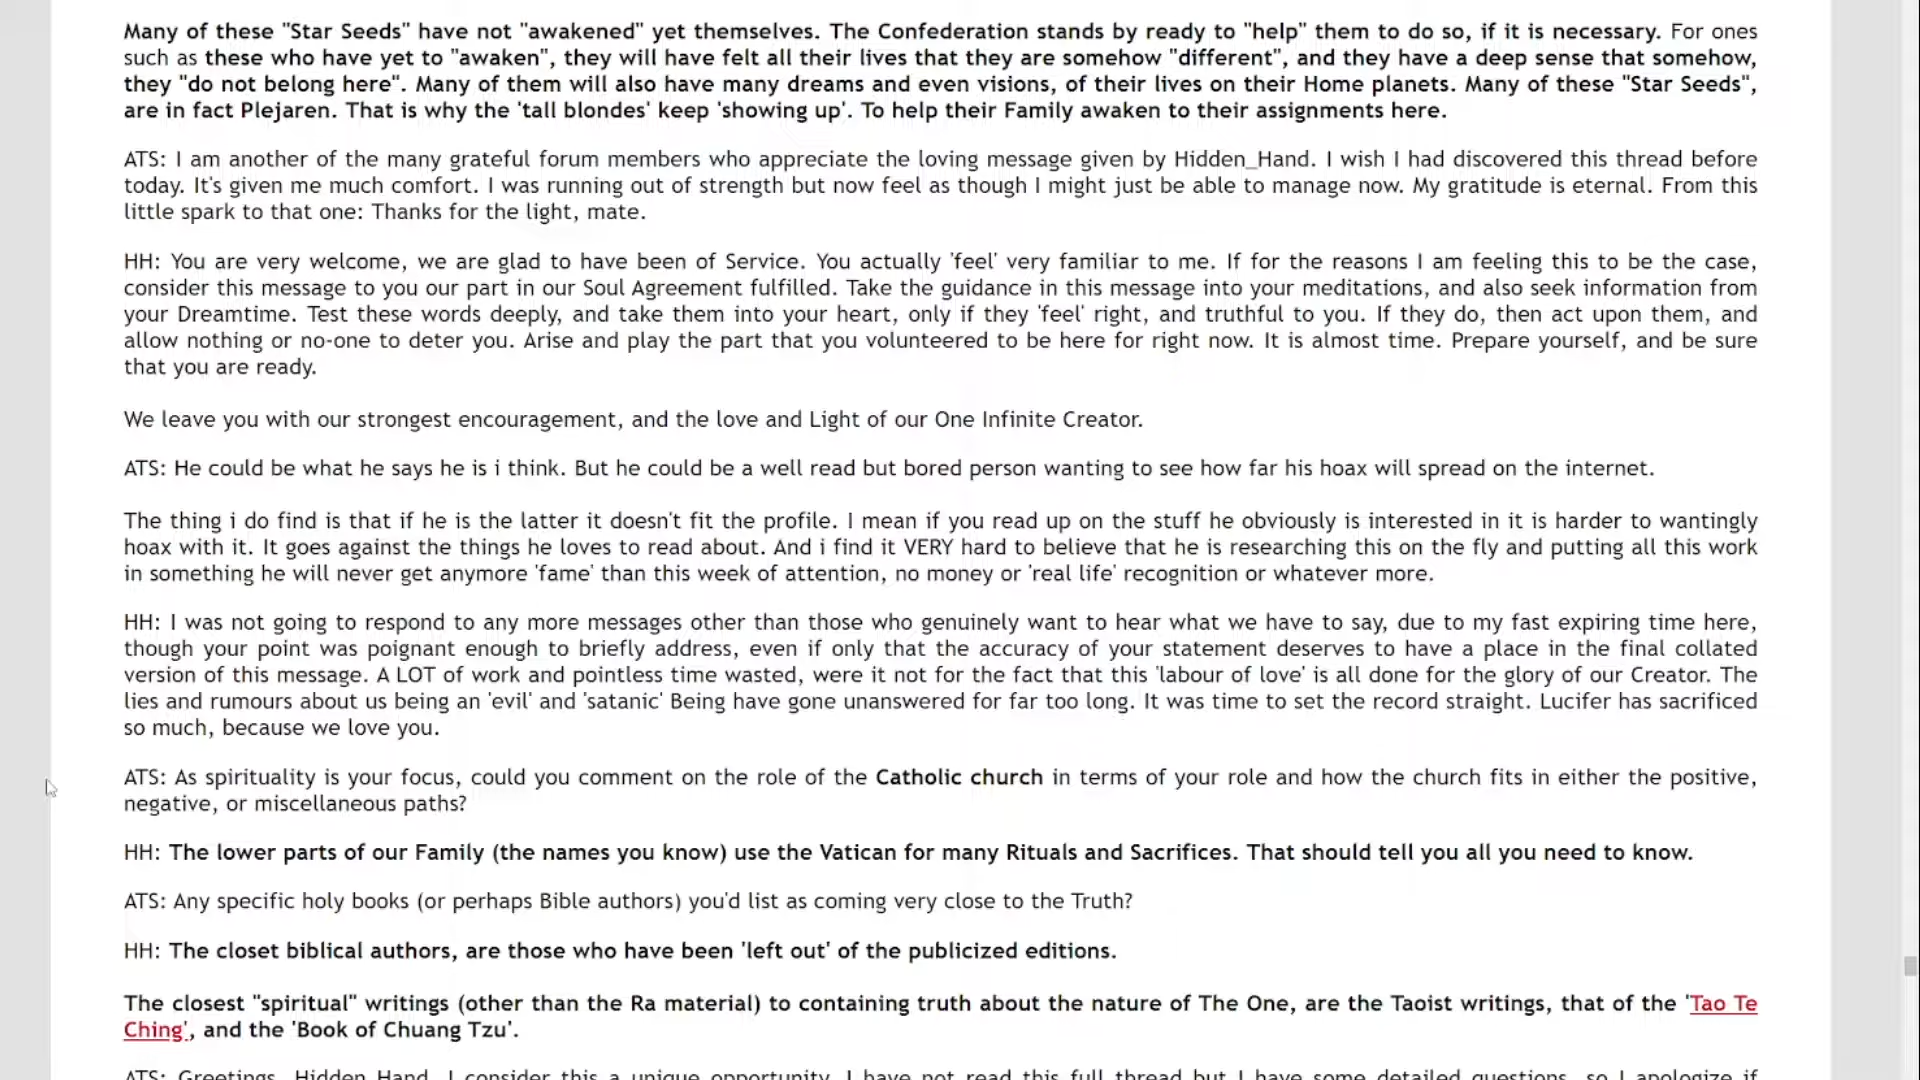 Many of these "Star Seeds" have not "awakened" yet themselves. The Confederation stands by ready to "help" them to do so, if it is necessary. For ones
such as these who have yet to "awaken", they will have felt all their lives that they are somehow "different", and they have a deep sense that somehow,
they "do not belong here". Many of them will also have many dreams and even visions, of their lives on their Home planets. Many of these "Star Seeds",
are in fact Plejaren. That is why the 'tall blondes' keep 'showing up'. To help their Family awaken to their assignments here.
ATS: I am another of the many grateful forum members who appreciate the loving message given by Hidden_Hand. I wish I had discovered this thread before
today. It's given me much comfort. I was running out of strength but now feel as though I might just be able to manage now. My gratitude is eternal. From this
little spark to that one: Thanks for the light, mate.
HH: You are very welcome, we are glad to have been of Service. You actually 'feel' very familiar to me. If for the reasons I am feeling this to be the case,
consider this message to you our part in our Soul Agreement fulfilled. Take the guidance in this message into your meditations, and also seek information from
your Dreamtime. Test these words deeply, and take them into your heart, only if they 'feel' right, and truthful to you. If they do, then act upon them, and
allow nothing or no-one to deter you. Arise and play the part that you volunteered to be here for right now. It is almost time. Prepare yourself, and be sure
that you are ready.
We leave you with our strongest encouragement, and the love and Light of our One Infinite Creator.
ATS: He could be what he says he is i think. But he could be a well read but bored person wanting to see how far his hoax will spread on the internet.
The thing i do find is that if he is the latter it doesn't fit the profile. I mean if you read up on the stuff he obviously is interested in it is harder to wantingly
hoax with it. It goes against the things he loves to read about. And i find it VERY hard to believe that he is researching this on the fly and putting all this work
in something he will never get anymore 'fame' than this week of attention, no money or 'real life' recognition or whatever more.
HH: I was not going to respond to any more messages other than those who genuinely want to hear what we have to say, due to my fast expiring time here,
though your point was poignant enough to briefly address, even if only that the accuracy of your statement deserves to have a place in the final collated
version of this message. A LOT of work and pointless time wasted, were it not for the fact that this 'labour of love' is all done for the glory of our Creator. The
lies and rumours about us being an 'evil' and 'satanic' Being have gone unanswered for far too long. It was time to set the record straight. Lucifer has sacrificed
so much, because we love you.
ATS: As spirituality is your focus, could you comment on the role of the Catholic church in terms of your role and how the church fits in either the positive,
negative, or miscellaneous paths?
HH: The lower parts of our Family (the names you know) use the Vatican for many Rituals and Sacrifices. That should tell you all you need to know.
ATS: Any specific holy books (or perhaps Bible authors) you'd list as coming very close to the Truth?
HH: The closet biblical authors, are those who have been 'left out' of the publicized editions.
The closest "spiritual" writings (other than the Ra material) to containing truth about the nature of The One, are the Taoist writings, that of the 'Tao Te
Ching', and the 'Book of Chuang Tzu'.
ATS: Greetings, Hidden_Hand. I consider this a unique opportunity. I have not read this full thread but I have some detailed questions, so I apologize if